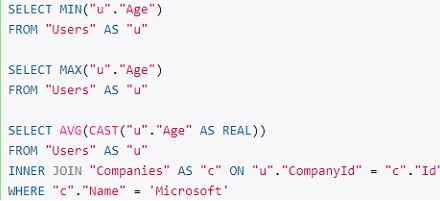 SELECT MIN("u"."Age")
FROM "Users" AS "u"
SELECT MAX("u"."Age")
FROM "Users" AS "u"
SELECT AVG(CAST("u"."Age" AS REAL))
FROM "Users" AS "u"
INNER JOIN "Companies" AS "c" ON "u"."CompanyId" = "c"."Id"
WHERE "c"."Name" = 'Microsoft'